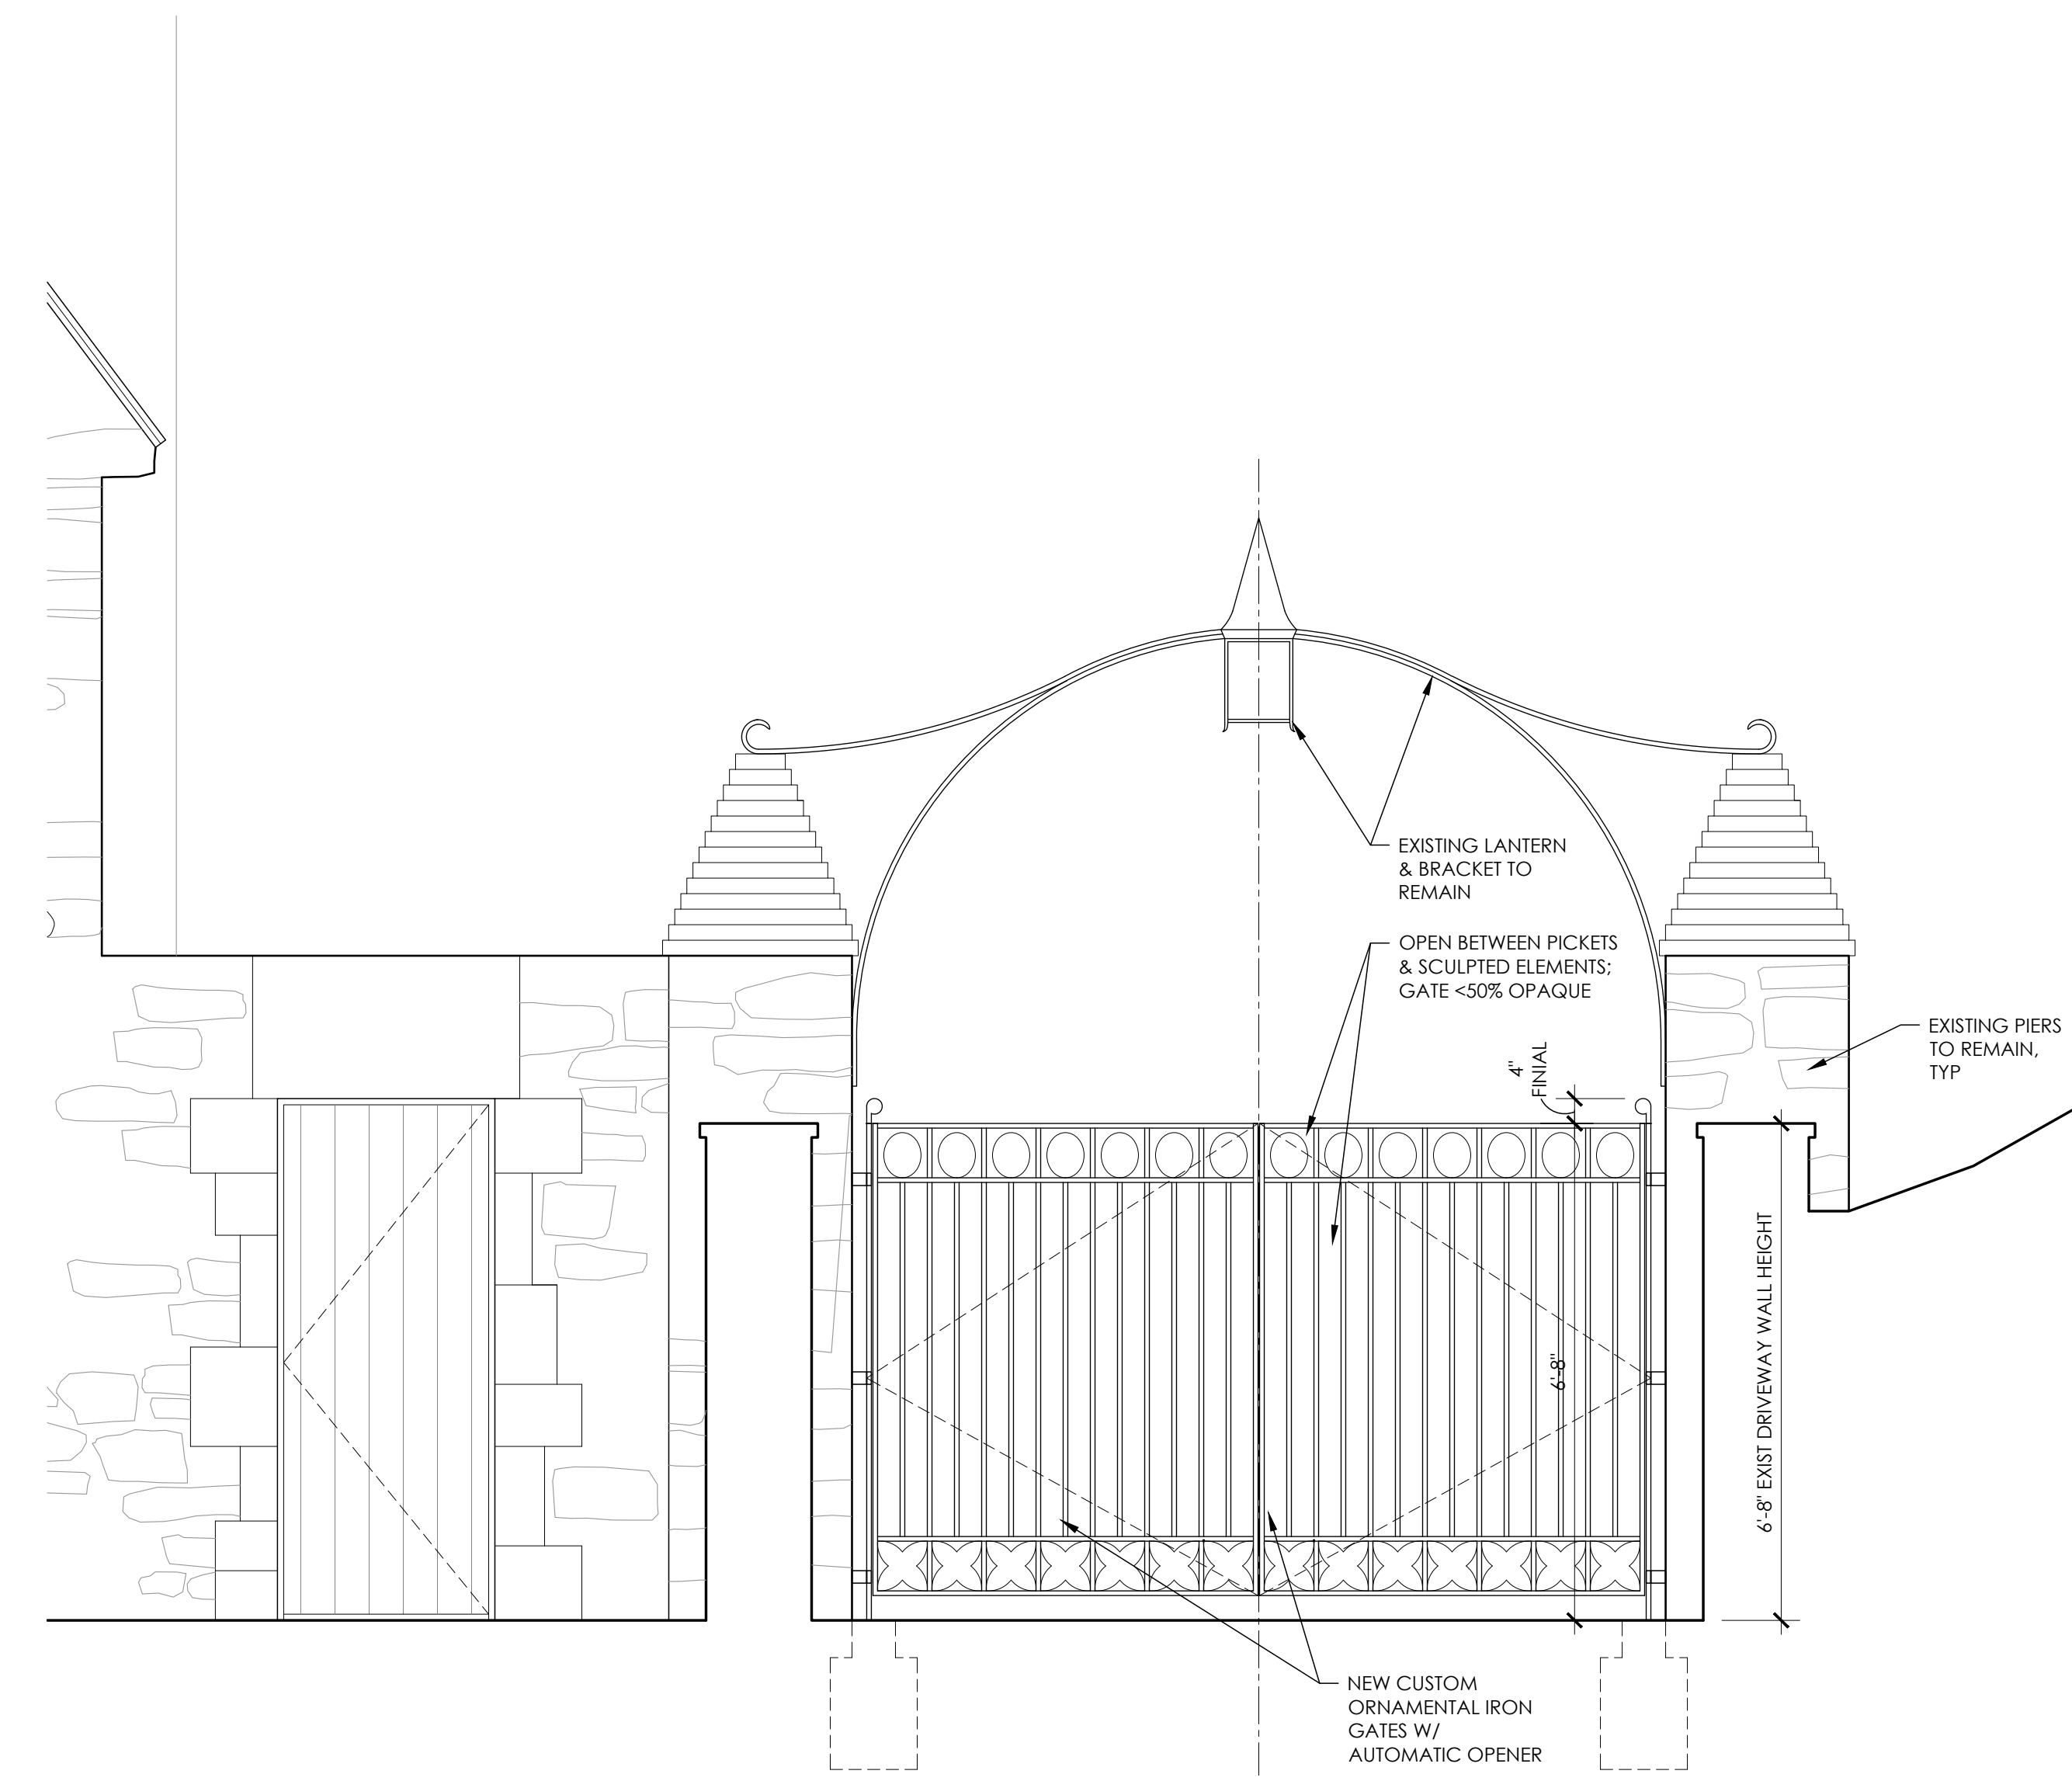 EXISTING LANTERN
& BRACKET TO
REMAIN
OPEN BETWEEN PICKETS
& SCULPTED ELEMENTS;
GATE <50% OPAQUE
EXISTING PIERS
TO REMAIN,
TYP
4"
FINIAL
6'-8"
6'-8" EXIST DRIVEWAY WALL HEIGHT
NEW CUSTOM
ORNAMENTAL IRON
GATES W/
AUTOMATIC OPENER